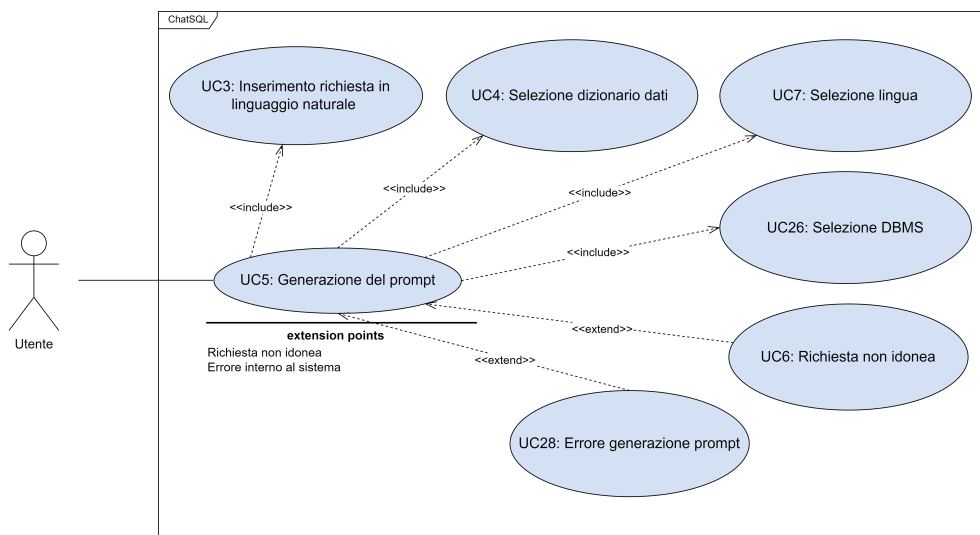 ChatSQL
UC3: Inserimento richiesta in
linguaggio naturale
UC4: Selezione dizionario dati
UC7: Selezione lingua
<<include>>
<<include>>
<<include>>
UC26: Selezione DBMS
<<include>>
UC5: Generazione del prompt
Utente
extension points
Richiesta non idonea
Errore interno al sistema
<<extend>>
<<extend>>
UC6: Richiesta non idonea
UC28: Errore generazione prompt